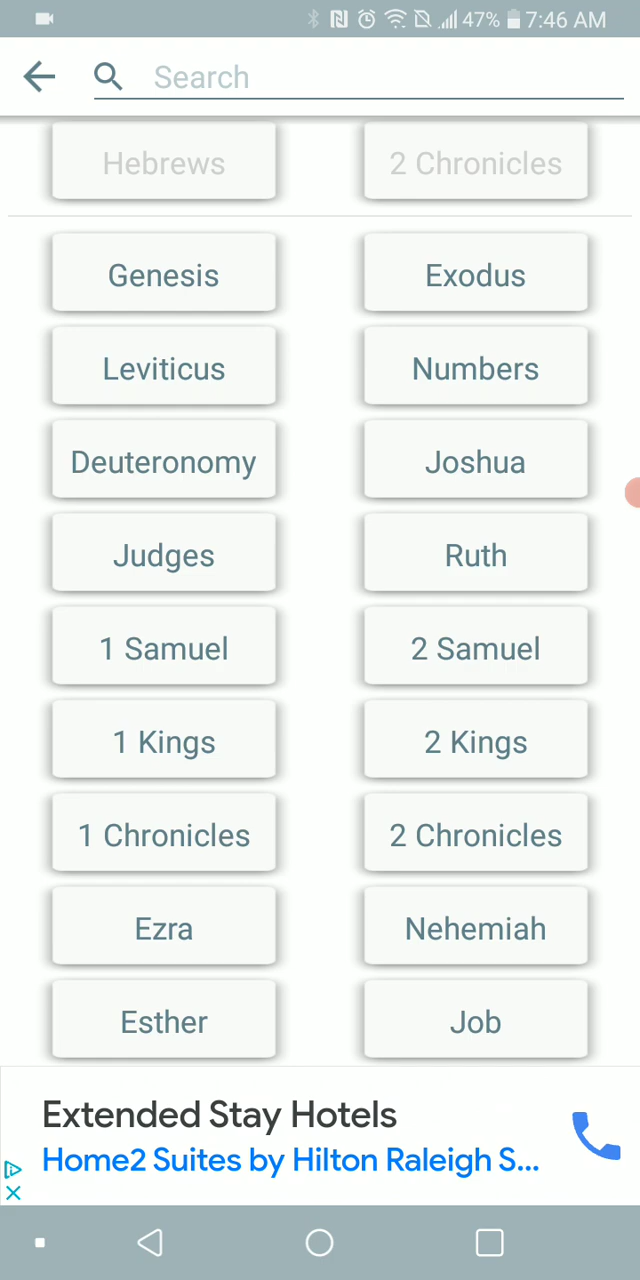 47% 7:46 AM
Search
Hebrews 2 Chronicles
Genesis Exodus
Leviticus Numbers
Deuteronomy Joshua
Judges Ruth
1 Samuel 2 Samuel
1 Kings 2 Kings
1 Chronicles 2 Chronicles
Ezra Nehemiah
Esther Job
Extended Stay Hotels
Home2 Suites by Hilton Raleigh S...